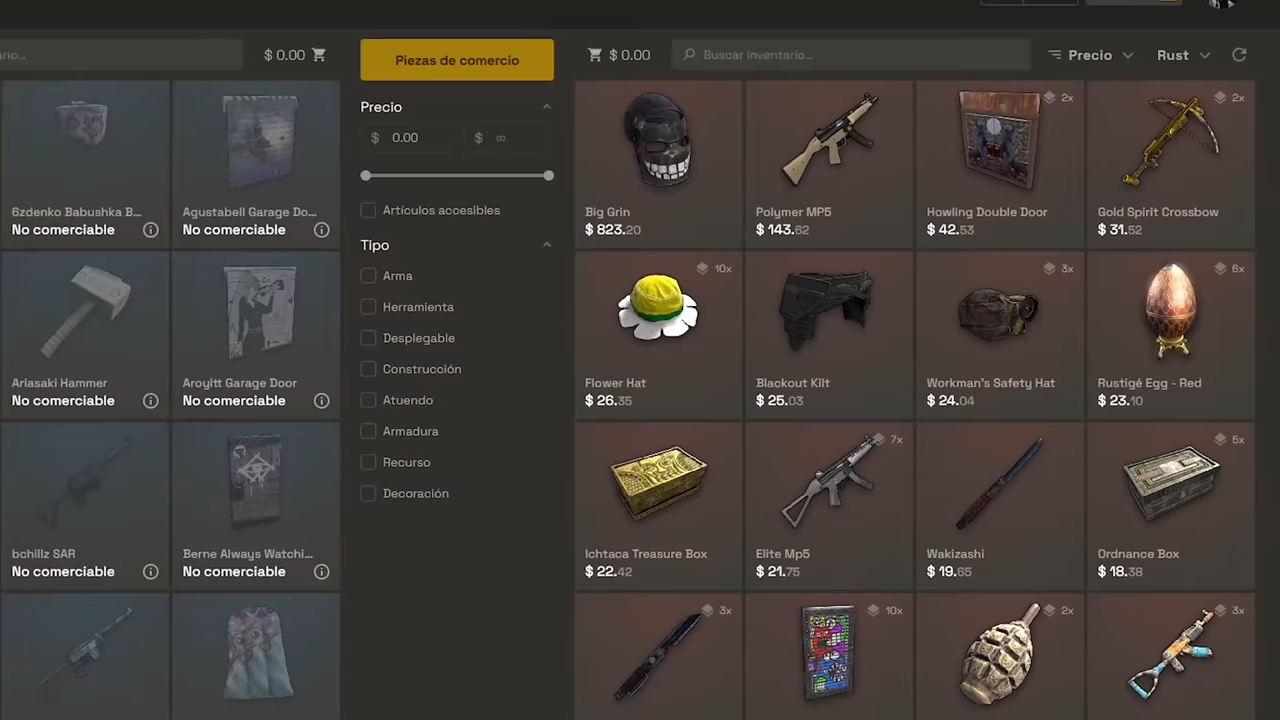 ario...
$ 0.00
Piezas de comercio
$ 0.00
Buscar inventario...
Precio
Rust
6zdenko Babushka B...
No comerciable
Agustabell Garage Do...
No comerciable
Ariasaki Hammer
No comerciable
Aroyitt Garage Door
No comerciable
bchillz SAR
No comerciable
Berne Always Watchi...
No comerciable
Precio
$ 0.00
$ ∞
Artículos accesibles
Tipo
Arma
Herramienta
Desplegable
Construcción
Atuendo
Armadura
Recurso
Decoración
Big Grin
$ 823.20
Polymer MP5
$ 143.62
2x
Howling Double Door
$ 42.53
2x
Gold Spirit Crossbow
$ 31.52
10x
Flower Hat
$ 26.35
Blackout Kilt
$ 25.03
3x
Workman's Safety Hat
$ 24.04
6x
Rustigé Egg - Red
$ 23.10
Ichtaca Treasure Box
$ 22.42
7x
Elite Mp5
$ 21.75
Wakizashi
$ 19.65
5x
Ordnance Box
$ 18.38
3x
10x
2x
3x